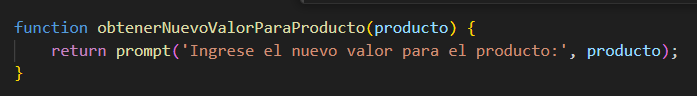 function obtenerNuevoValorParaProducto(producto) {
    return prompt('Ingrese el nuevo valor para el producto:', producto);
}